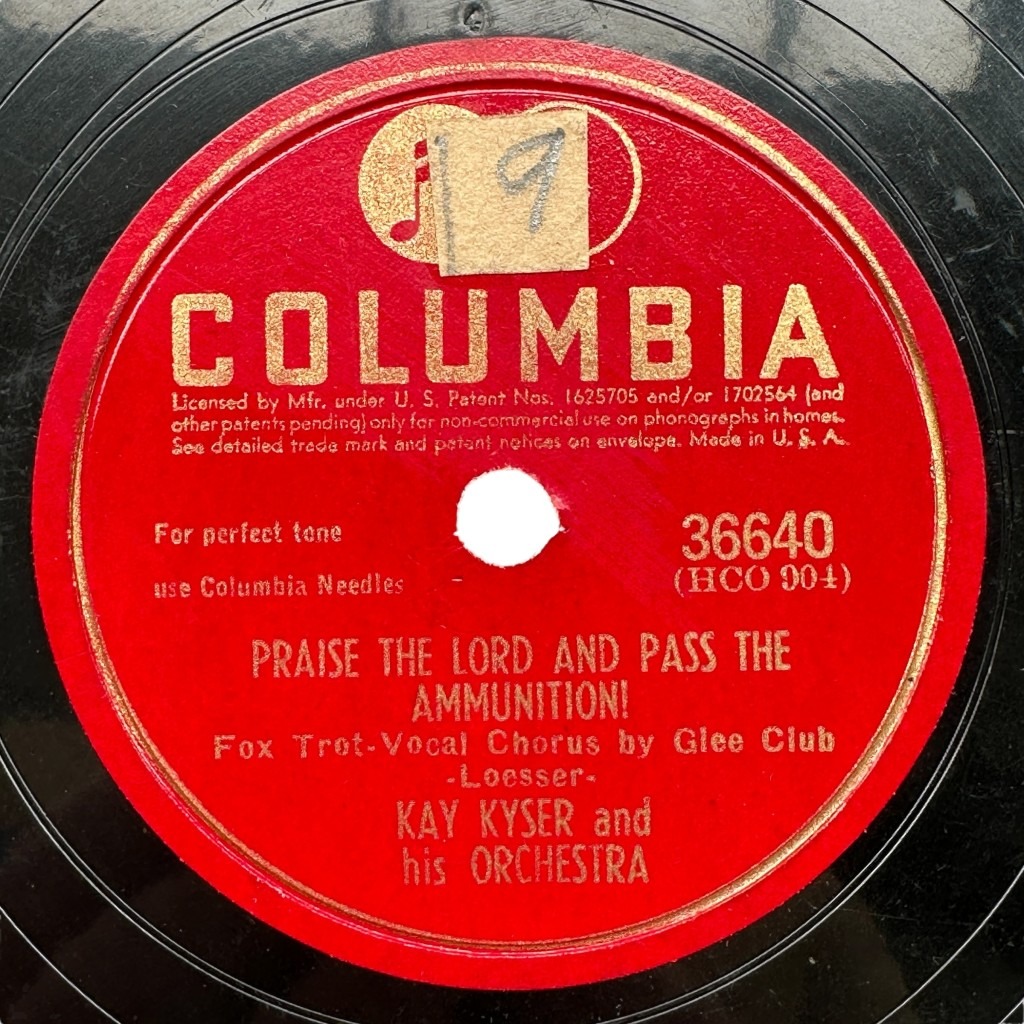 19
COLUMBIA
Licensed by Mfr. under U. S. Patent Nos. 1625705 and/or 1702564 (and
other patents pending) only for non-commercial use on phonographs in homes.
See detailed trade mark and patent notices on envelope. Made in U. S. A.
For perfect tone
use Columbia Needles
36640
(HCO 904)
PRAISE THE LORD AND PASS THE
AMMUNITION!
Fox Trot-Vocal Chorus by Glee Club
-Loesser-
KAY KYSER and
his ORCHESTRA